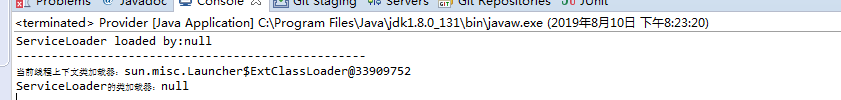 Problems @ Javadoc Console Git Staging Servers GIT Git Repositories JUnit
<terminated> Provider [Java Application] C:\Program Files\Java\jdk1.8.0_131\bin\javaw.exe (2019年8月10日 下午8:23:20)
ServiceLoader loaded by:null
------------------------------------------------
当前线程上下文类加载器：sun.misc.Launcher$ExtClassLoader@33909752
ServiceLoader的类加载器：null